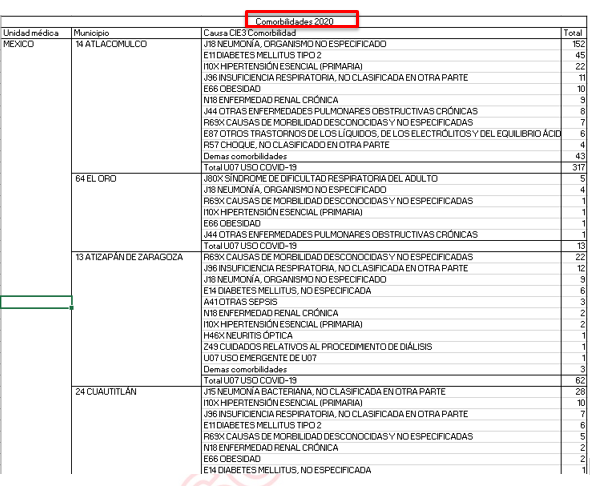 Comorbilidades 2020
Unidad médica Municipio Causa CIE3 Comorbilidad Total
MEXICO 14 ATLACOMULCO J18 NEUMONÍA, ORGANISMO NO ESPECIFICADO 152
E11 DIABETES MELLITUS TIPO 2 45
I10X HIPERTENSIÓN ESENCIAL (PRIMARIA) 22
J96 INSUFICIENCIA RESPIRATORIA, NO CLASIFICADA EN OTRA PARTE 11
E66 OBESIDAD 10
N18 ENFERMEDAD RENAL CRÓNICA 9
J44 OTRAS ENFERMEDADES PULMONARES OBSTRUCTIVAS CRÓNICAS 8
R69X CAUSAS DE MORBILIDAD DESCONOCIDAS Y NO ESPECIFICADAS 7
E87 OTROS TRASTORNOS DE LOS LÍQUIDOS, DE LOS ELECTRÓLITOS Y DEL EQUILIBRIO ÁCID 6
R57 CHOQUE, NO CLASIFICADO EN OTRA PARTE 4
Demas comorbilidades 43
Total U07 USO COVID-19 317
64 EL ORO J80X SÍNDROME DE DIFICULTAD RESPIRATORIA DEL ADULTO 5
J18 NEUMONÍA, ORGANISMO NO ESPECIFICADO 4
R69X CAUSAS DE MORBILIDAD DESCONOCIDAS Y NO ESPECIFICADAS 1
I10X HIPERTENSIÓN ESENCIAL (PRIMARIA) 1
E66 OBESIDAD 1
J44 OTRAS ENFERMEDADES PULMONARES OBSTRUCTIVAS CRÓNICAS 1
Total U07 USO COVID-19 13
13 ATIZAPÁN DE ZARAGOZA R69X CAUSAS DE MORBILIDAD DESCONOCIDAS Y NO ESPECIFICADAS 22
J96 INSUFICIENCIA RESPIRATORIA, NO CLASIFICADA EN OTRA PARTE 12
J18 NEUMONÍA, ORGANISMO NO ESPECIFICADO 9
E14 DIABETES MELLITUS, NO ESPECIFICADA 6
A41 OTRAS SEPSIS 3
N18 ENFERMEDAD RENAL CRÓNICA 2
I10X HIPERTENSIÓN ESENCIAL (PRIMARIA) 2
H46X NEURITIS ÓPTICA 1
Z49 CUIDADOS RELATIVOS AL PROCEDIMIENTO DE DIÁLISIS 1
U07 USO EMERGENTE DE U07 1
Demas comorbilidades 3
Total U07 USO COVID-19 62
24 CUAUTITLÁN J15 NEUMONÍA BACTERIANA, NO CLASIFICADA EN OTRA PARTE 28
I10X HIPERTENSIÓN ESENCIAL (PRIMARIA) 10
J96 INSUFICIENCIA RESPIRATORIA, NO CLASIFICADA EN OTRA PARTE 7
E11 DIABETES MELLITUS TIPO 2 6
R69X CAUSAS DE MORBILIDAD DESCONOCIDAS Y NO ESPECIFICADAS 5
N18 ENFERMEDAD RENAL CRÓNICA 2
E66 OBESIDAD 2
E14 DIABETES MELLITUS, NO ESPECIFICADA 1